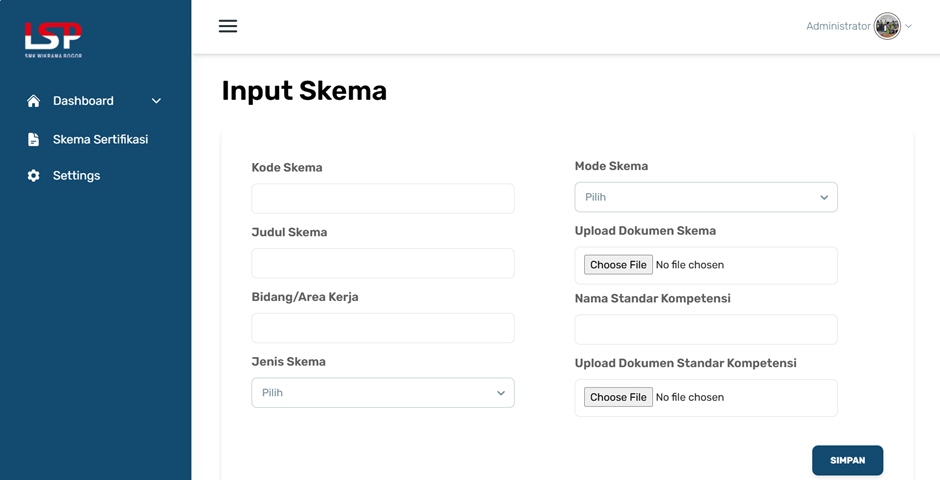 LSP
SMK WIKRAMA BOGOR
Administrator
Dashboard
Skema Sertifikasi
Settings
Input Skema
Kode Skema
Judul Skema
Bidang/Area Kerja
Jenis Skema
Pilih
Mode Skema
Pilih
Upload Dokumen Skema
Choose File No file chosen
Nama Standar Kompetensi
Upload Dokumen Standar Kompetensi
Choose File No file chosen
SIMPAN